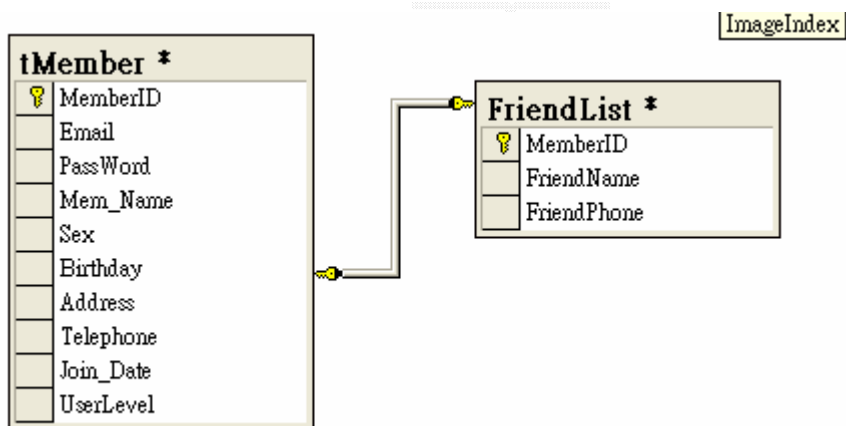 ImageIndex
tMember *
MemberID
Email
PassWord
Mem_Name
Sex
Birthday
Address
Telephone
Join_Date
UserLevel
FriendList *
MemberID
FriendName
FriendPhone